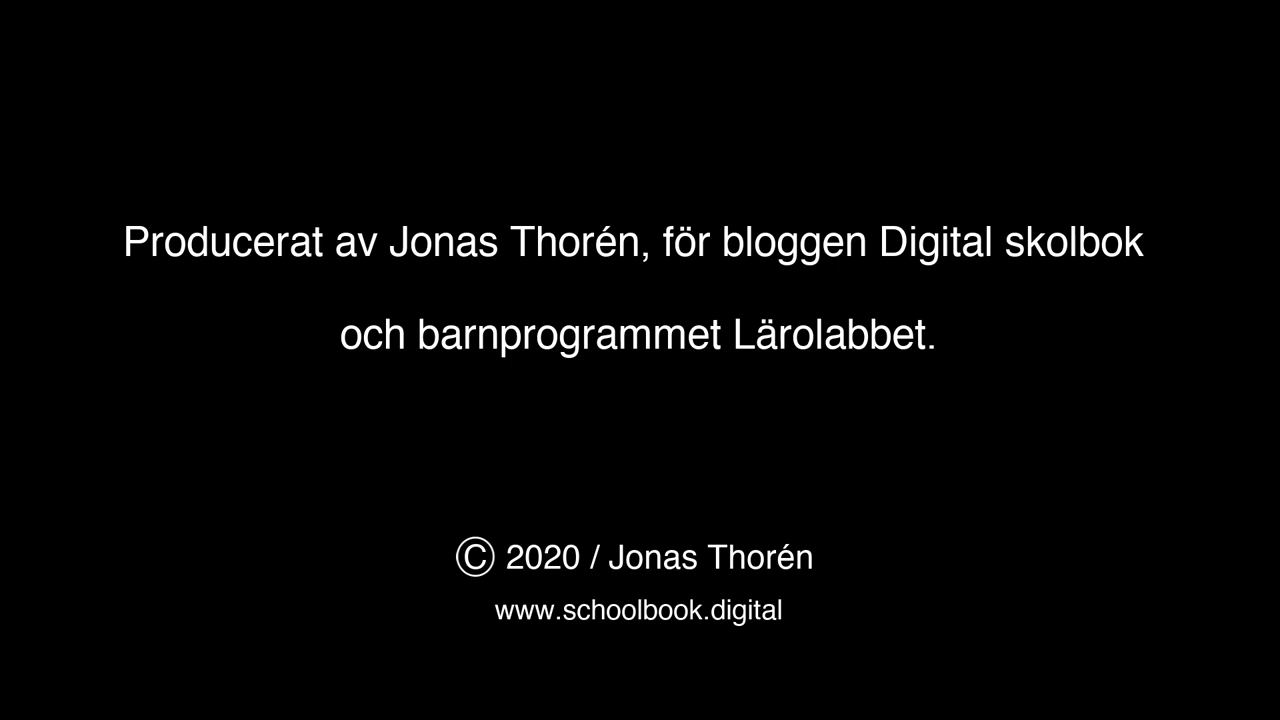 Producerat av Jonas Thorén, för bloggen Digital skolbok
och barnprogrammet Lärolabbet.
Ⓒ 2020 / Jonas Thorén
www.schoolbook.digital